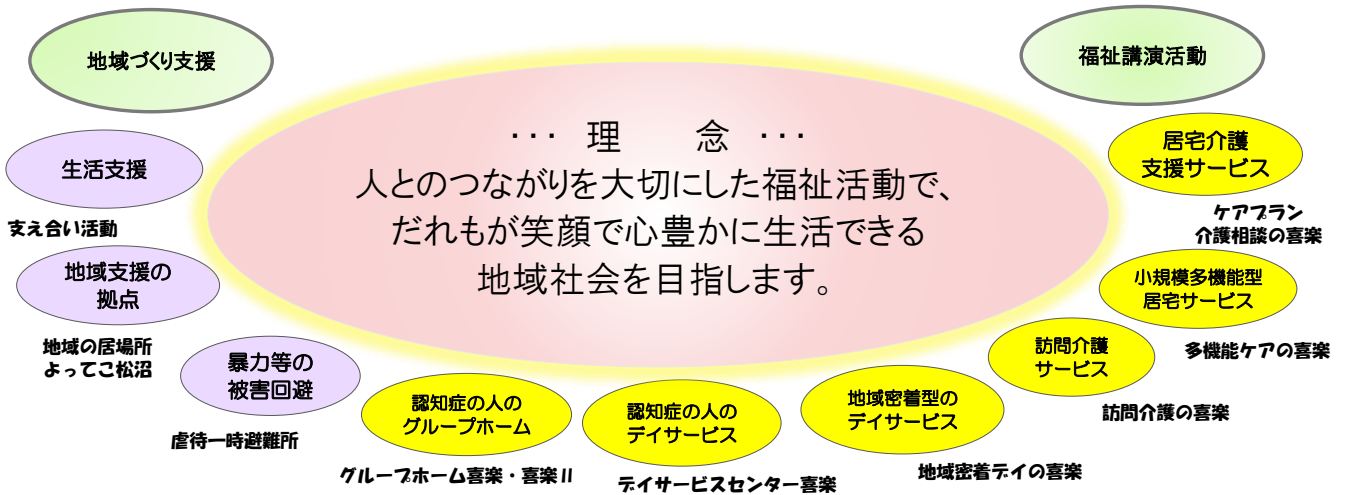 地域づくり支援
福祉講演活動
・・・ 理　　念 ・・・
人とのつながりを大切にした福祉活動で、
だれもが笑顔で心豊かに生活できる
地域社会を目指します。
生活支援
支え合い活動
地域支援の
拠点
地域の居場所
よってこ松沼
暴力等の
被害回避
虐待一時避難所
認知症の人の
グループホーム
グループホーム喜楽・喜楽Ⅱ
認知症の人の
デイサービス
デイサービスセンター喜楽
地域密着型の
デイサービス
地域密着デイの喜楽
訪問介護
サービス
訪問介護の喜楽
小規模多機能型
居宅サービス
多機能ケアの喜楽
居宅介護
支援サービス
ケアプラン
介護相談の喜楽